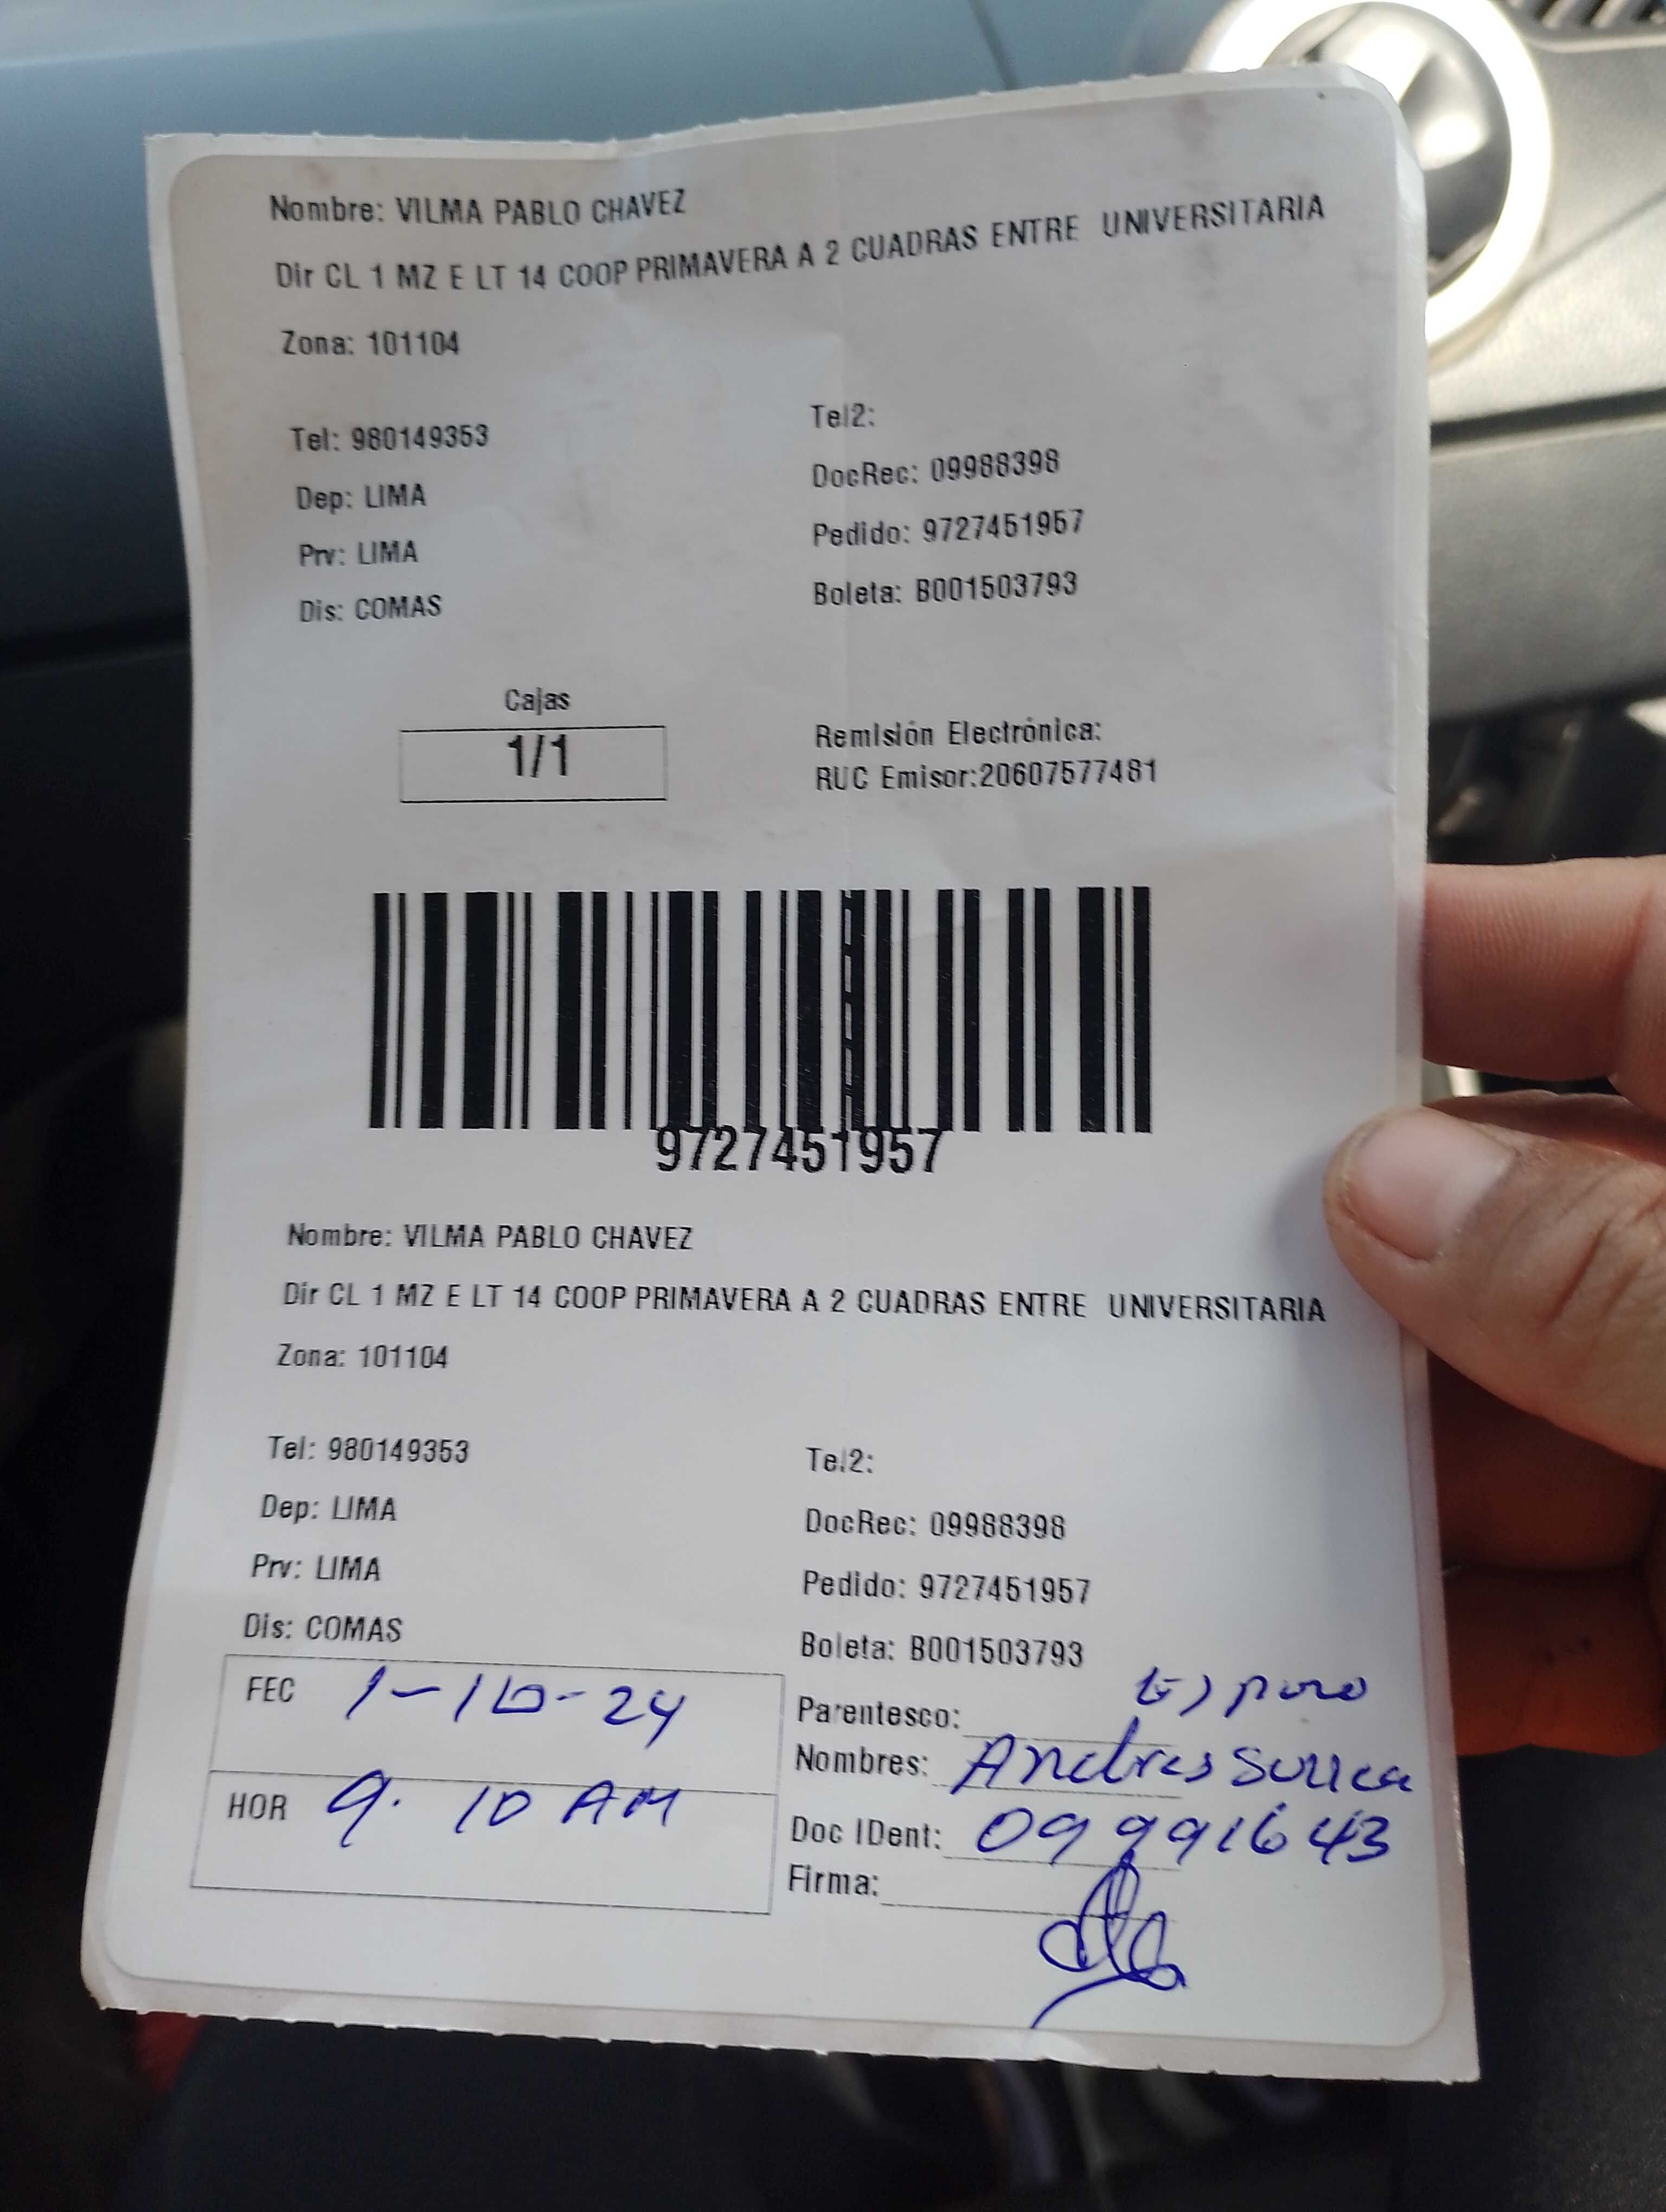 Nombre: VILMA PABLO CHAVEZ
Dir CL 1 MZ E LT 14 COOP PRIMAVERA A 2 CUADRAS ENTRE UNIVERSITARIA
Zona: 101104
Tel: 980149353
Tel2:
DocRec: 09988398
Dep: LIMA
Pedido: 9727451957
Prv: LIMA
Boleta: B001503793
Dis: COMAS
Cajas
1/1
Remisión Electrónica:
RUC Emisor:20607577481
9727451957
Nombre: VILMA PABLO CHAVEZ
Dir CL 1 MZ E LT 14 COOP PRIMAVERA A 2 CUADRAS ENTRE UNIVERSITARIA
Zona: 101104
Tel: 980149353
Tel2:
Dep: LIMA
DocRec: 09988398
Prv: LIMA
Pedido: 9727451957
Dis: COMAS
Boleta: B001503793
FEC 1-10-24
Parentesco: Esposo
Nombres: Andres
HOR 9. 10 AM
Doc IDent: 09991643
Firma: